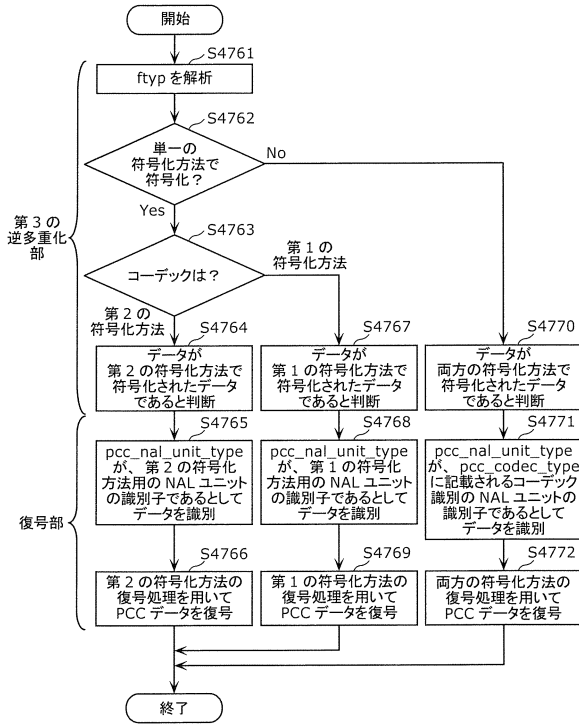 開始
S4761
ftyp を解析
S4762
単一の
符号化方法で
符号化？
No
Yes
S4763
コーデックは？
第１の
符号化方法
第２の
符号化方法
第３の
逆多重化
部
S4764
データが
第２の符号化方法で
符号化されたデータ
であると判断
S4767
データが
第１の符号化方法で
符号化されたデータ
であると判断
S4770
データが
両方の符号化方法で
符号化されたデータ
であると判断
復号部
S4765
pcc_nal_unit_type
が、第２の符号化
方法用の NAL ユニット
の識別子であるとして
データを識別
S4768
pcc_nal_unit_type
が、第１の符号化
方法用の NAL ユニット
の識別子であるとして
データを識別
S4771
pcc_nal_unit_type
が、pcc_codec_type
に記載されるコーデック
識別の NAL ユニットの
識別子であるとして
データを識別
S4766
第２の符号化方法の
復号処理を用いて
PCC データを復号
S4769
第１の符号化方法の
復号処理を用いて
PCC データを復号
S4772
両方の符号化方法の
復号処理を用いて
PCC データを復号
終了